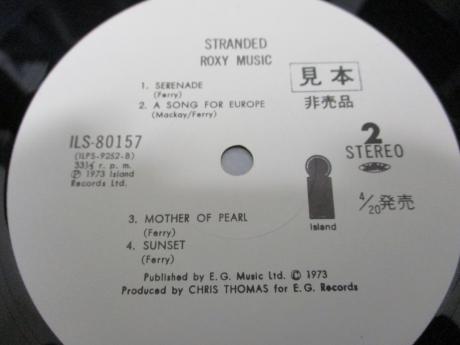 STRANDED
ROXY MUSIC
1. SERENADE
(Ferry)
2. A SONG FOR EUROPE
(Mackay/Ferry)
見本
非売品
ILS-80157
(ILPS-9252-B)
33⅓ r. p. m.
Ⓟ 1973 Island
Records Ltd.
2
STEREO
island
4/20発売
3. MOTHER OF PEARL
(Ferry)
4. SUNSET
(Ferry)
Published by E.G. Music Ltd. © 1973
Produced by CHRIS THOMAS for E.G. Records